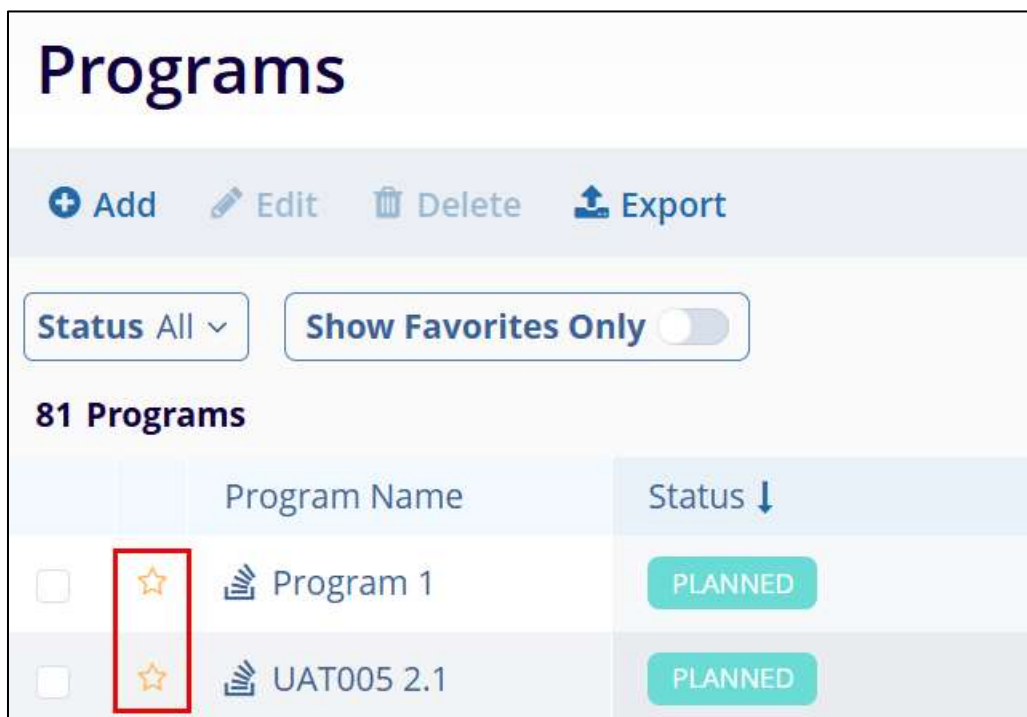 Programs
Add Edit Delete Export
Status All Show Favorites Only
81 Programs
Program Name Status
Program 1 PLANNED
UAT005 2.1 PLANNED